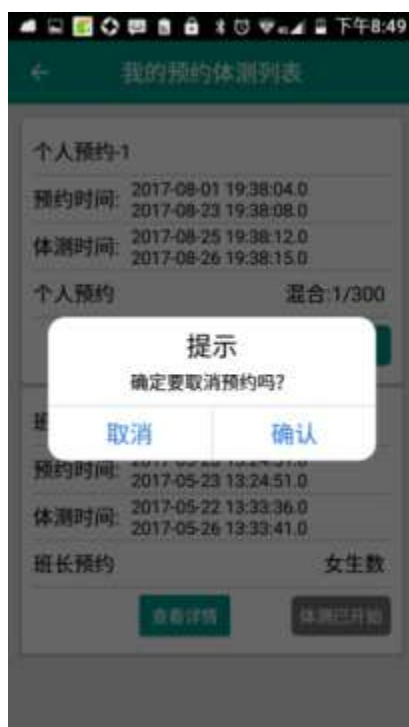 下午8:49
我的预约体测列表
个人预约-1
预约时间: 2017-08-01 19:38:04.0
2017-08-23 19:38:08.0
体测时间: 2017-08-25 19:38:12.0
2017-08-26 19:38:15.0
个人预约 混合:1/300
提示
确定要取消预约吗?
取消 确认
预约时间:
2017-05-23 13:24:51.0
体测时间: 2017-05-22 13:33:36.0
2017-05-26 13:33:41.0
班长预约 女生数
查看详情 体测已开始